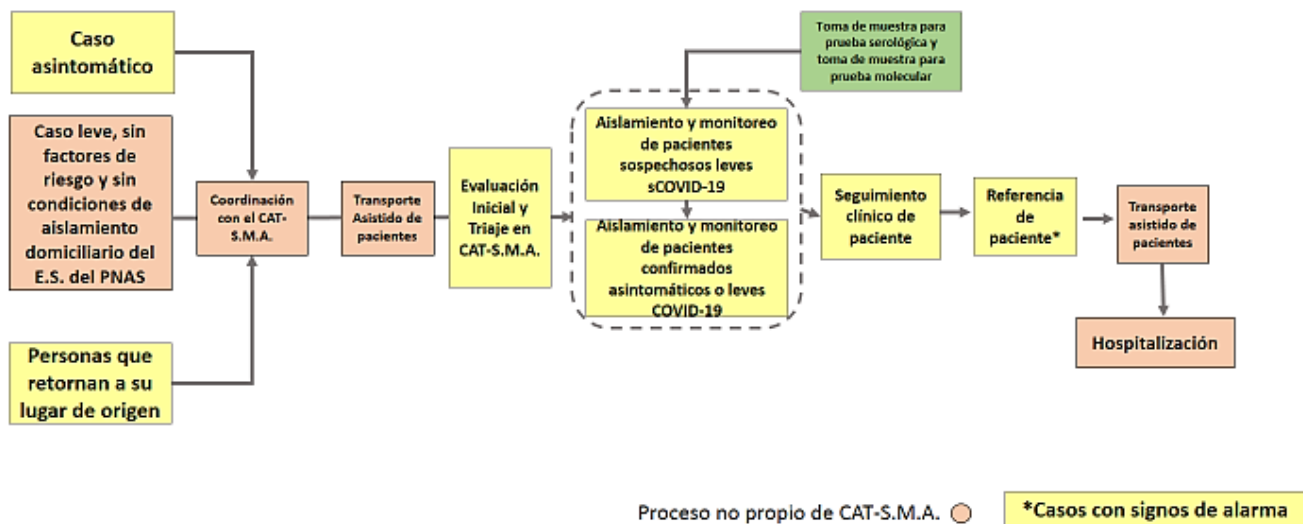 Caso
asintomático
Caso leve, sin
factores de
riesgo y sin
condiciones de
aislamiento
domiciliario del
E.S. del PNAS
Personas que
retornan a su
lugar de origen
Coordinación
con el CAT-
S.M.A.
Transporte
Asistido de
pacientes
Evaluación
Inicial y
Triaje en
CAT-S.M.A.
Toma de muestra para
prueba serológica y
toma de muestra para
prueba molecular
Aislamiento y monitoreo
de pacientes
sospechosos leves
sCOVID-19
Aislamiento y monitoreo
de pacientes
confirmados
asintomáticos o leves
COVID-19
Seguimiento
clínico de
paciente
Referencia
de
paciente*
Transporte
asistido de
pacientes
Hospitalización
Proceso no propio de CAT-S.M.A.
*Casos con signos de alarma